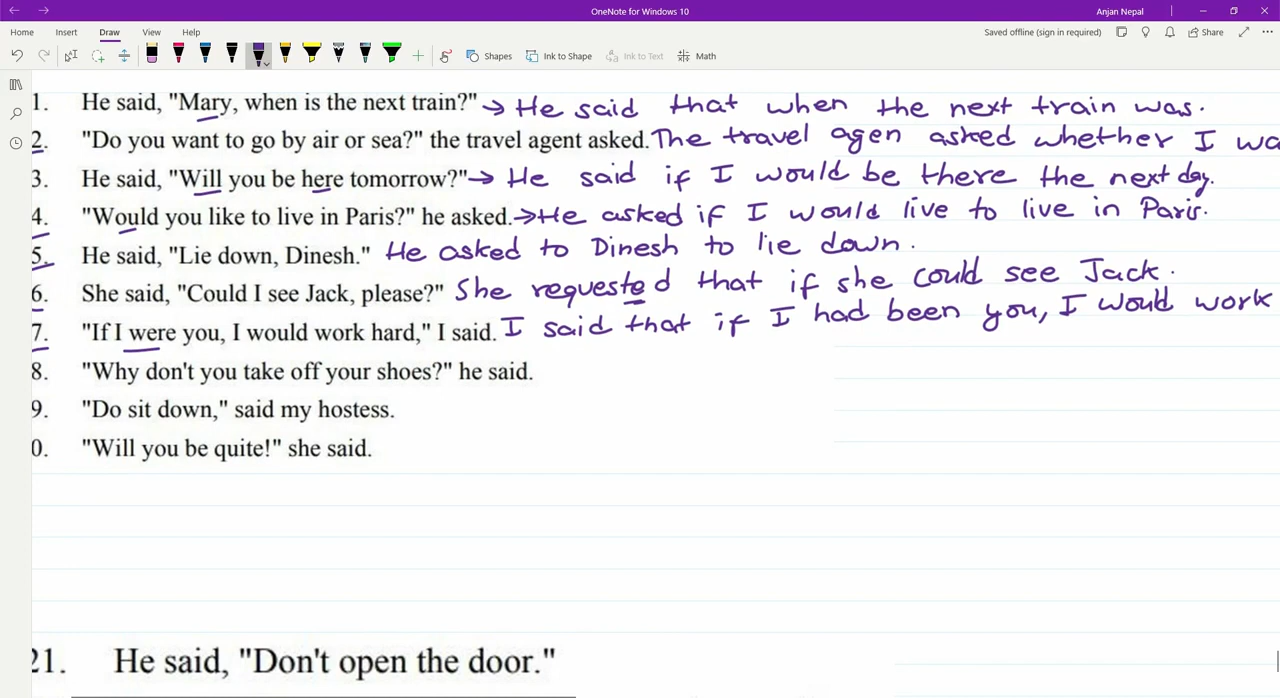 OneNote for Windows 10
Anjan Nepal
Home Insert Draw View Help
Saved offline (sign in required)
Share
Shapes Ink to Shape Ink to Text Math
1. He said, "Mary, when is the next train?" → He said that when the next train was.
2. "Do you want to go by air or sea?" the travel agent asked. The travel agen asked whether I wa
3. He said, "Will you be here tomorrow?" → He said if I would be there the next day.
4. "Would you like to live in Paris?" he asked. → He asked if I would live to live in Paris.
5. He said, "Lie down, Dinesh." He asked to Dinesh to lie down.
6. She said, "Could I see Jack, please?" She requested that if she could see Jack.
7. "If I were you, I would work hard," I said. I said that if I had been you, I would work
8. "Why don't you take off your shoes?" he said.
9. "Do sit down," said my hostess.
0. "Will you be quite!" she said.
21. He said, "Don't open the door."